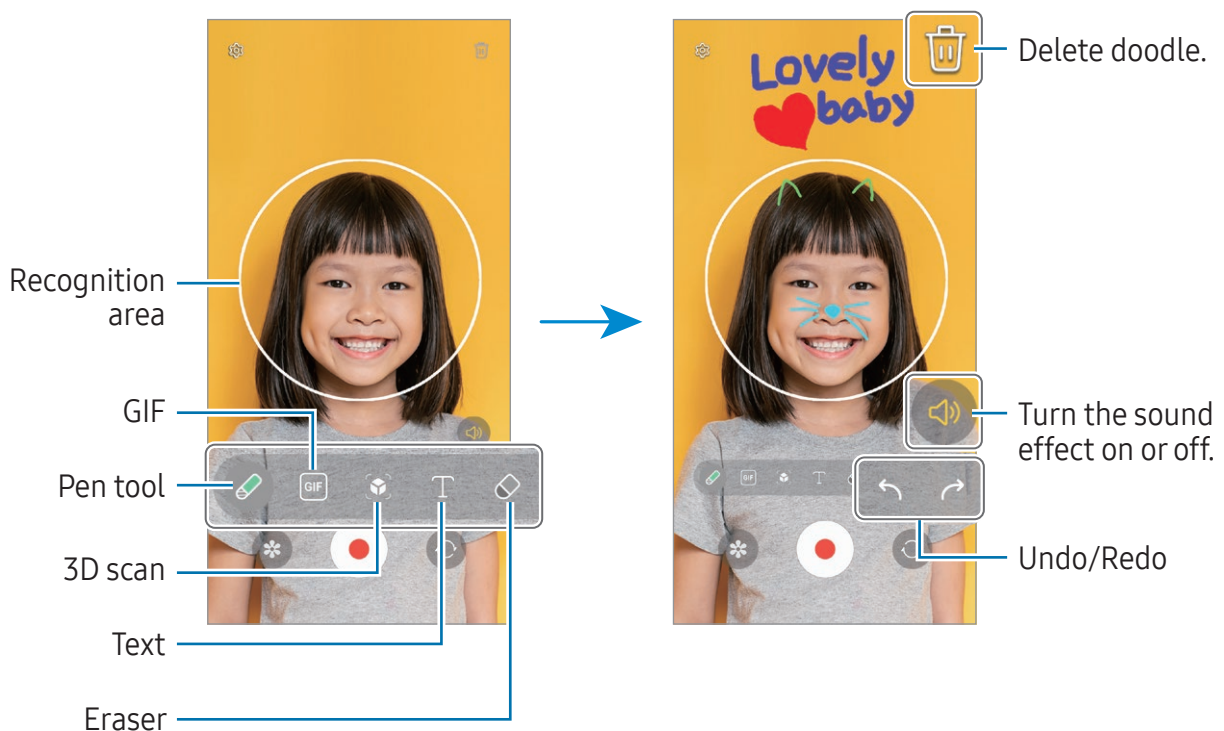 Lovely
baby
Delete doodle.
Recognition
area
GIF
Pen tool
3D scan
Text
Eraser
GIF
T
GIF
T
Turn the sound
effect on or off.
Undo/Redo